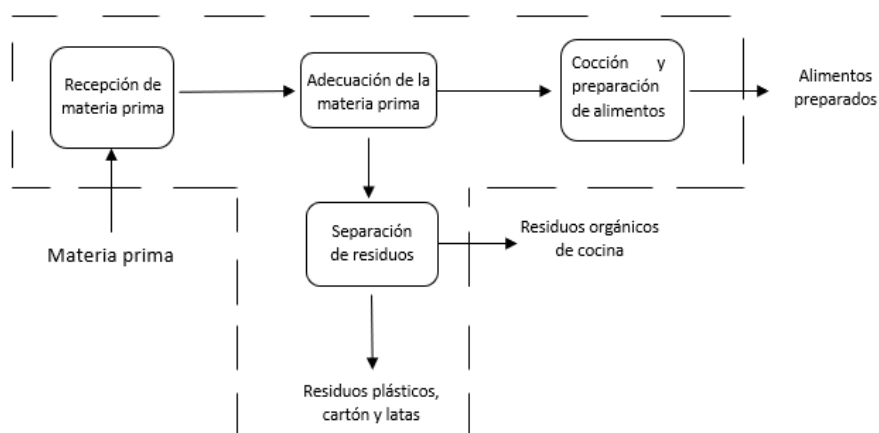 Recepción de
materia prima
Adecuación de la
materia prima
Cocción y
preparación
de alimentos
Alimentos
preparados
Materia prima
Separación
de residuos
Residuos orgánicos
de cocina
Residuos plásticos,
cartón y latas